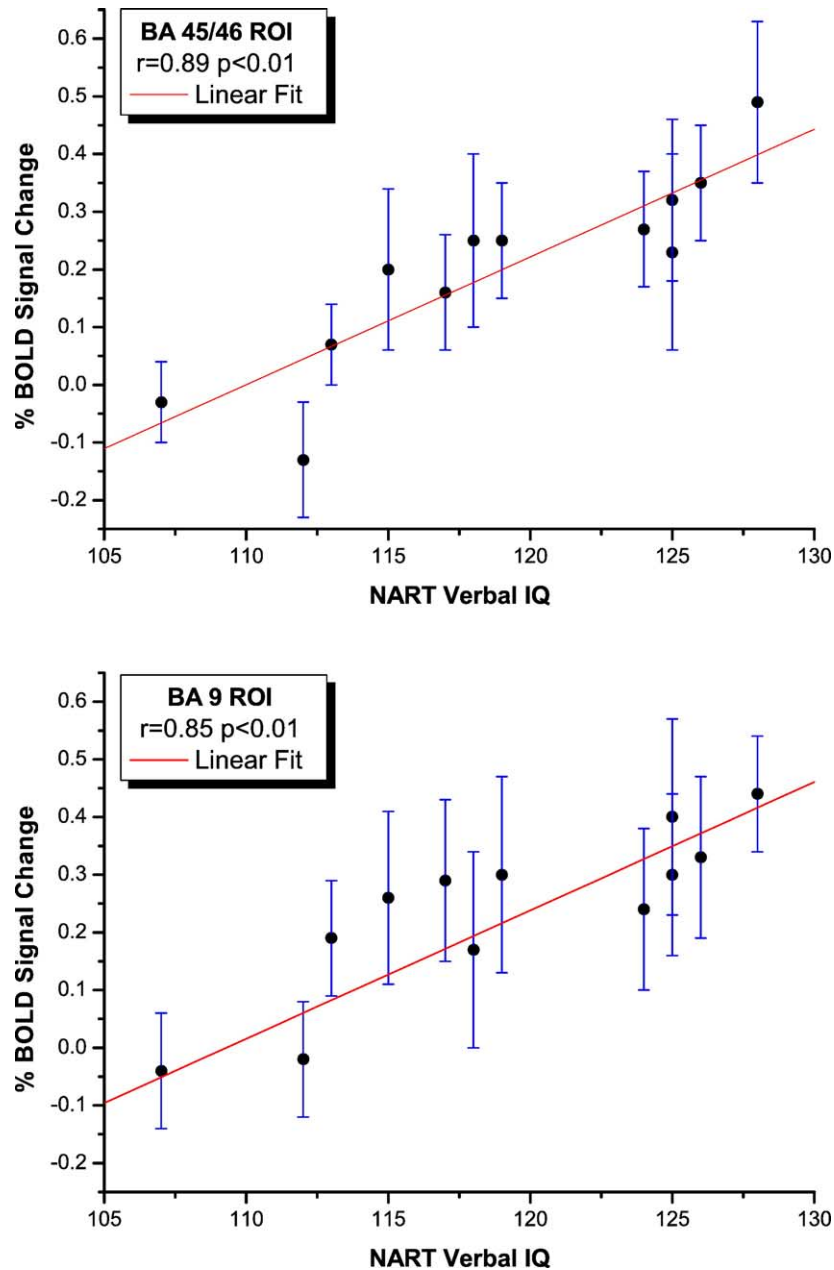 BA 45/46 ROI
r=0.89 p<0.01
Linear Fit
% BOLD Signal Change
0.6
0.5
0.4
0.3
0.2
0.1
0.0
-0.1
-0.2
105 110 115 120 125 130
NART Verbal IQ
BA 9 ROI
r=0.85 p<0.01
Linear Fit
% BOLD Signal Change
0.6
0.5
0.4
0.3
0.2
0.1
0.0
-0.1
-0.2
105 110 115 120 125 130
NART Verbal IQ